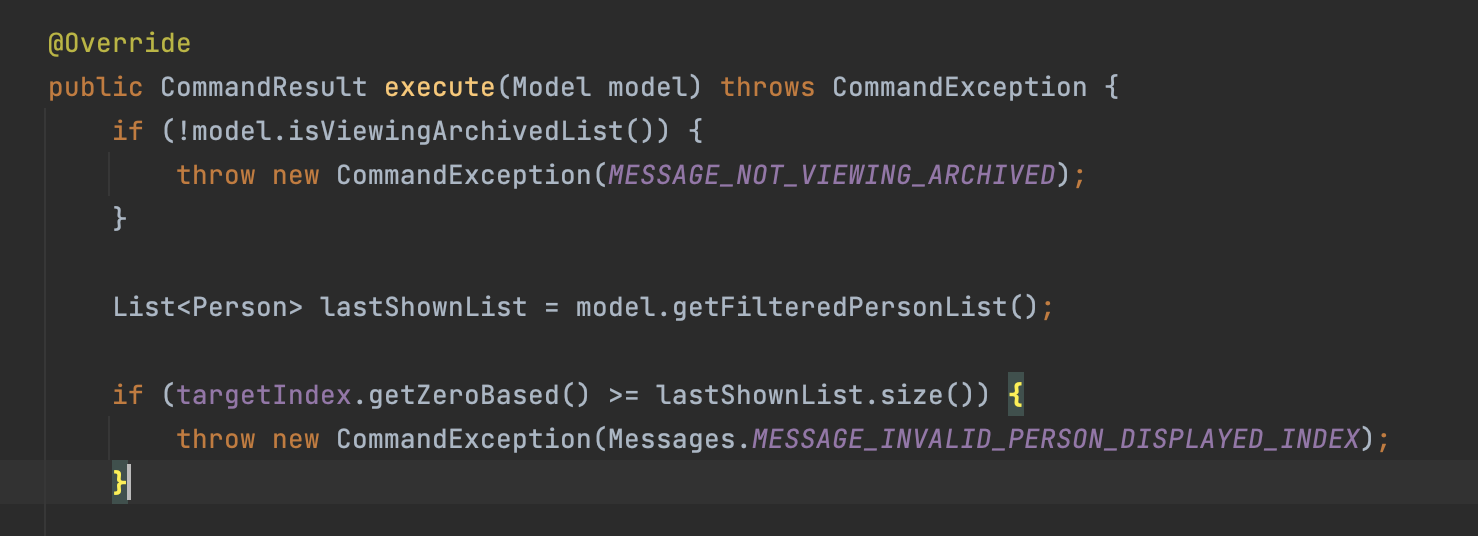 @Override
public CommandResult execute(Model model) throws CommandException {
if (!model.isViewingArchivedList()) {
throw new CommandException(MESSAGE_NOT_VIEWING_ARCHIVED);
}
List<Person> lastShownList = model.getFilteredPersonList();
if (targetIndex.getZeroBased() >= lastShownList.size()) {
throw new CommandException(Messages.MESSAGE_INVALID_PERSON_DISPLAYED_INDEX);
}